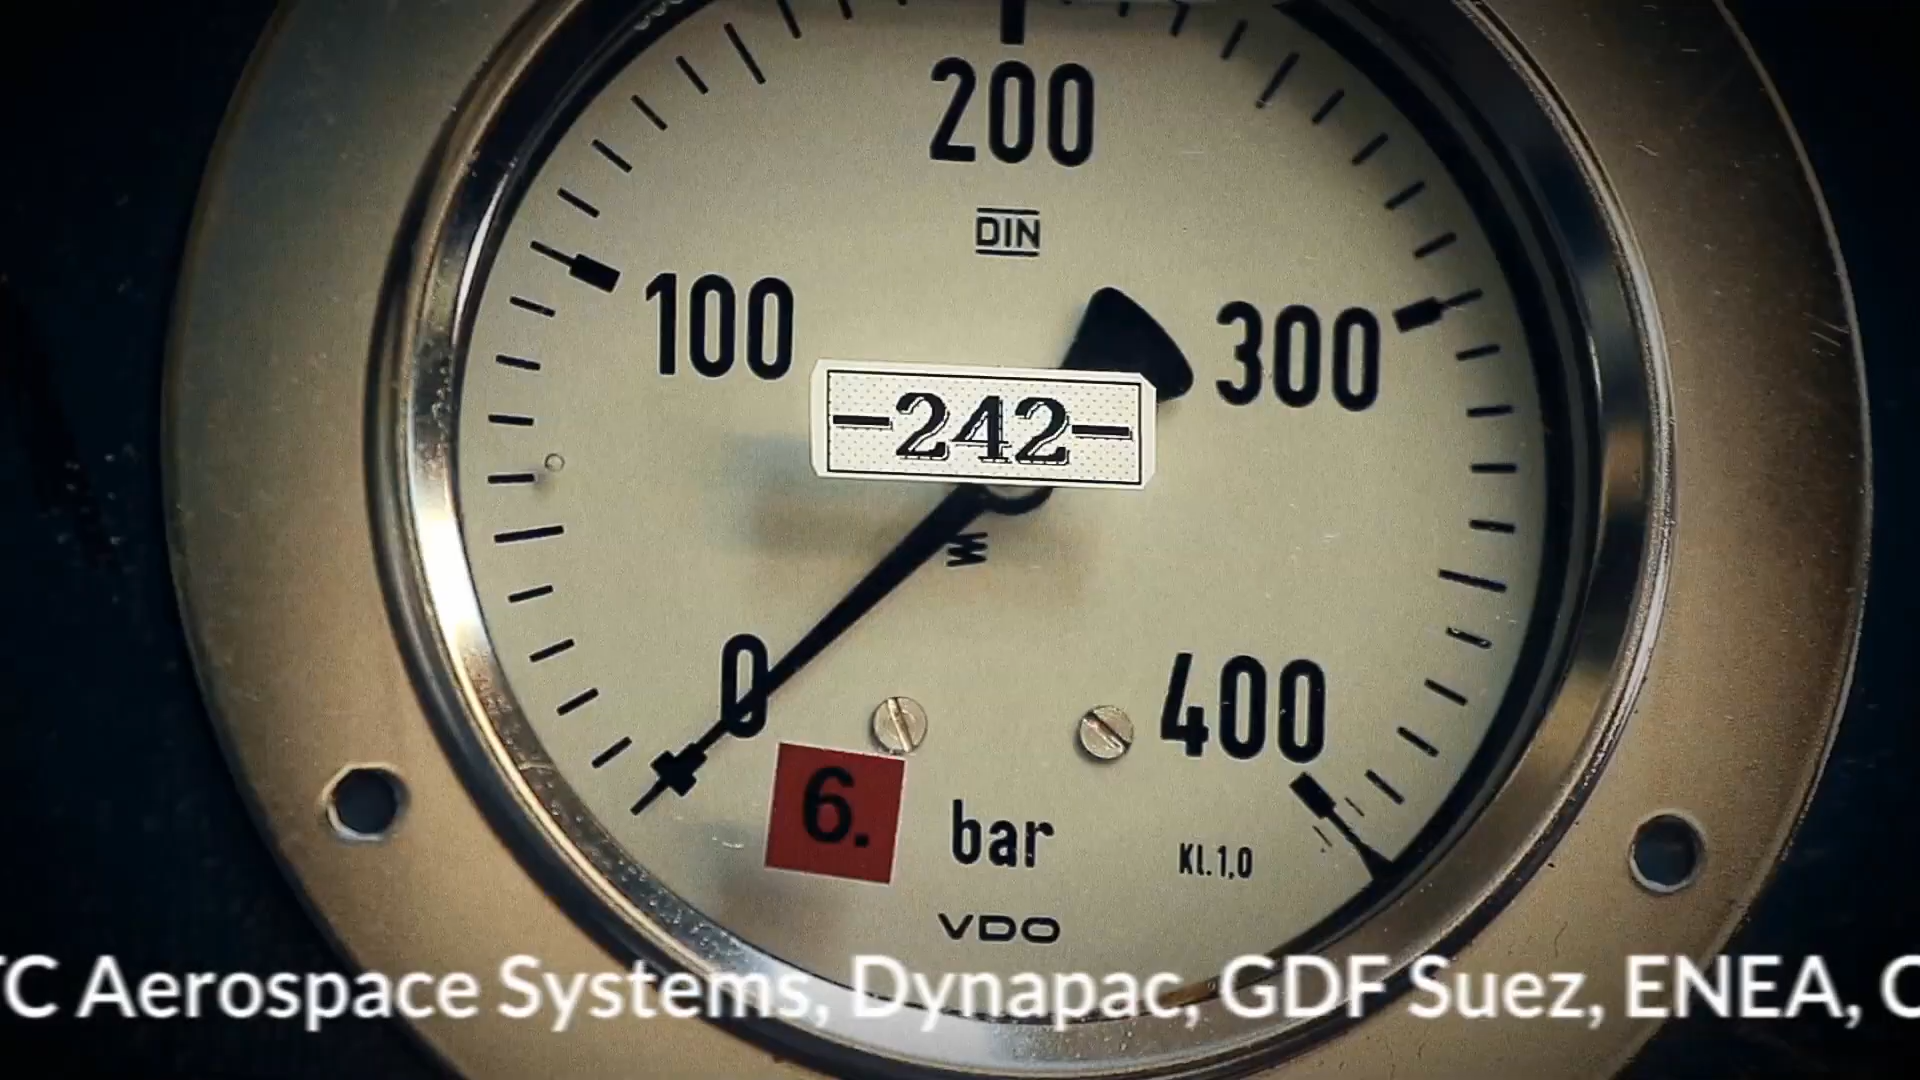 200
DIN
100
300
-242-
0
400
6.
bar
Kl. 1,0
VDO
Aerospace Systems, Dynapac, GDF Suez, ENEA,